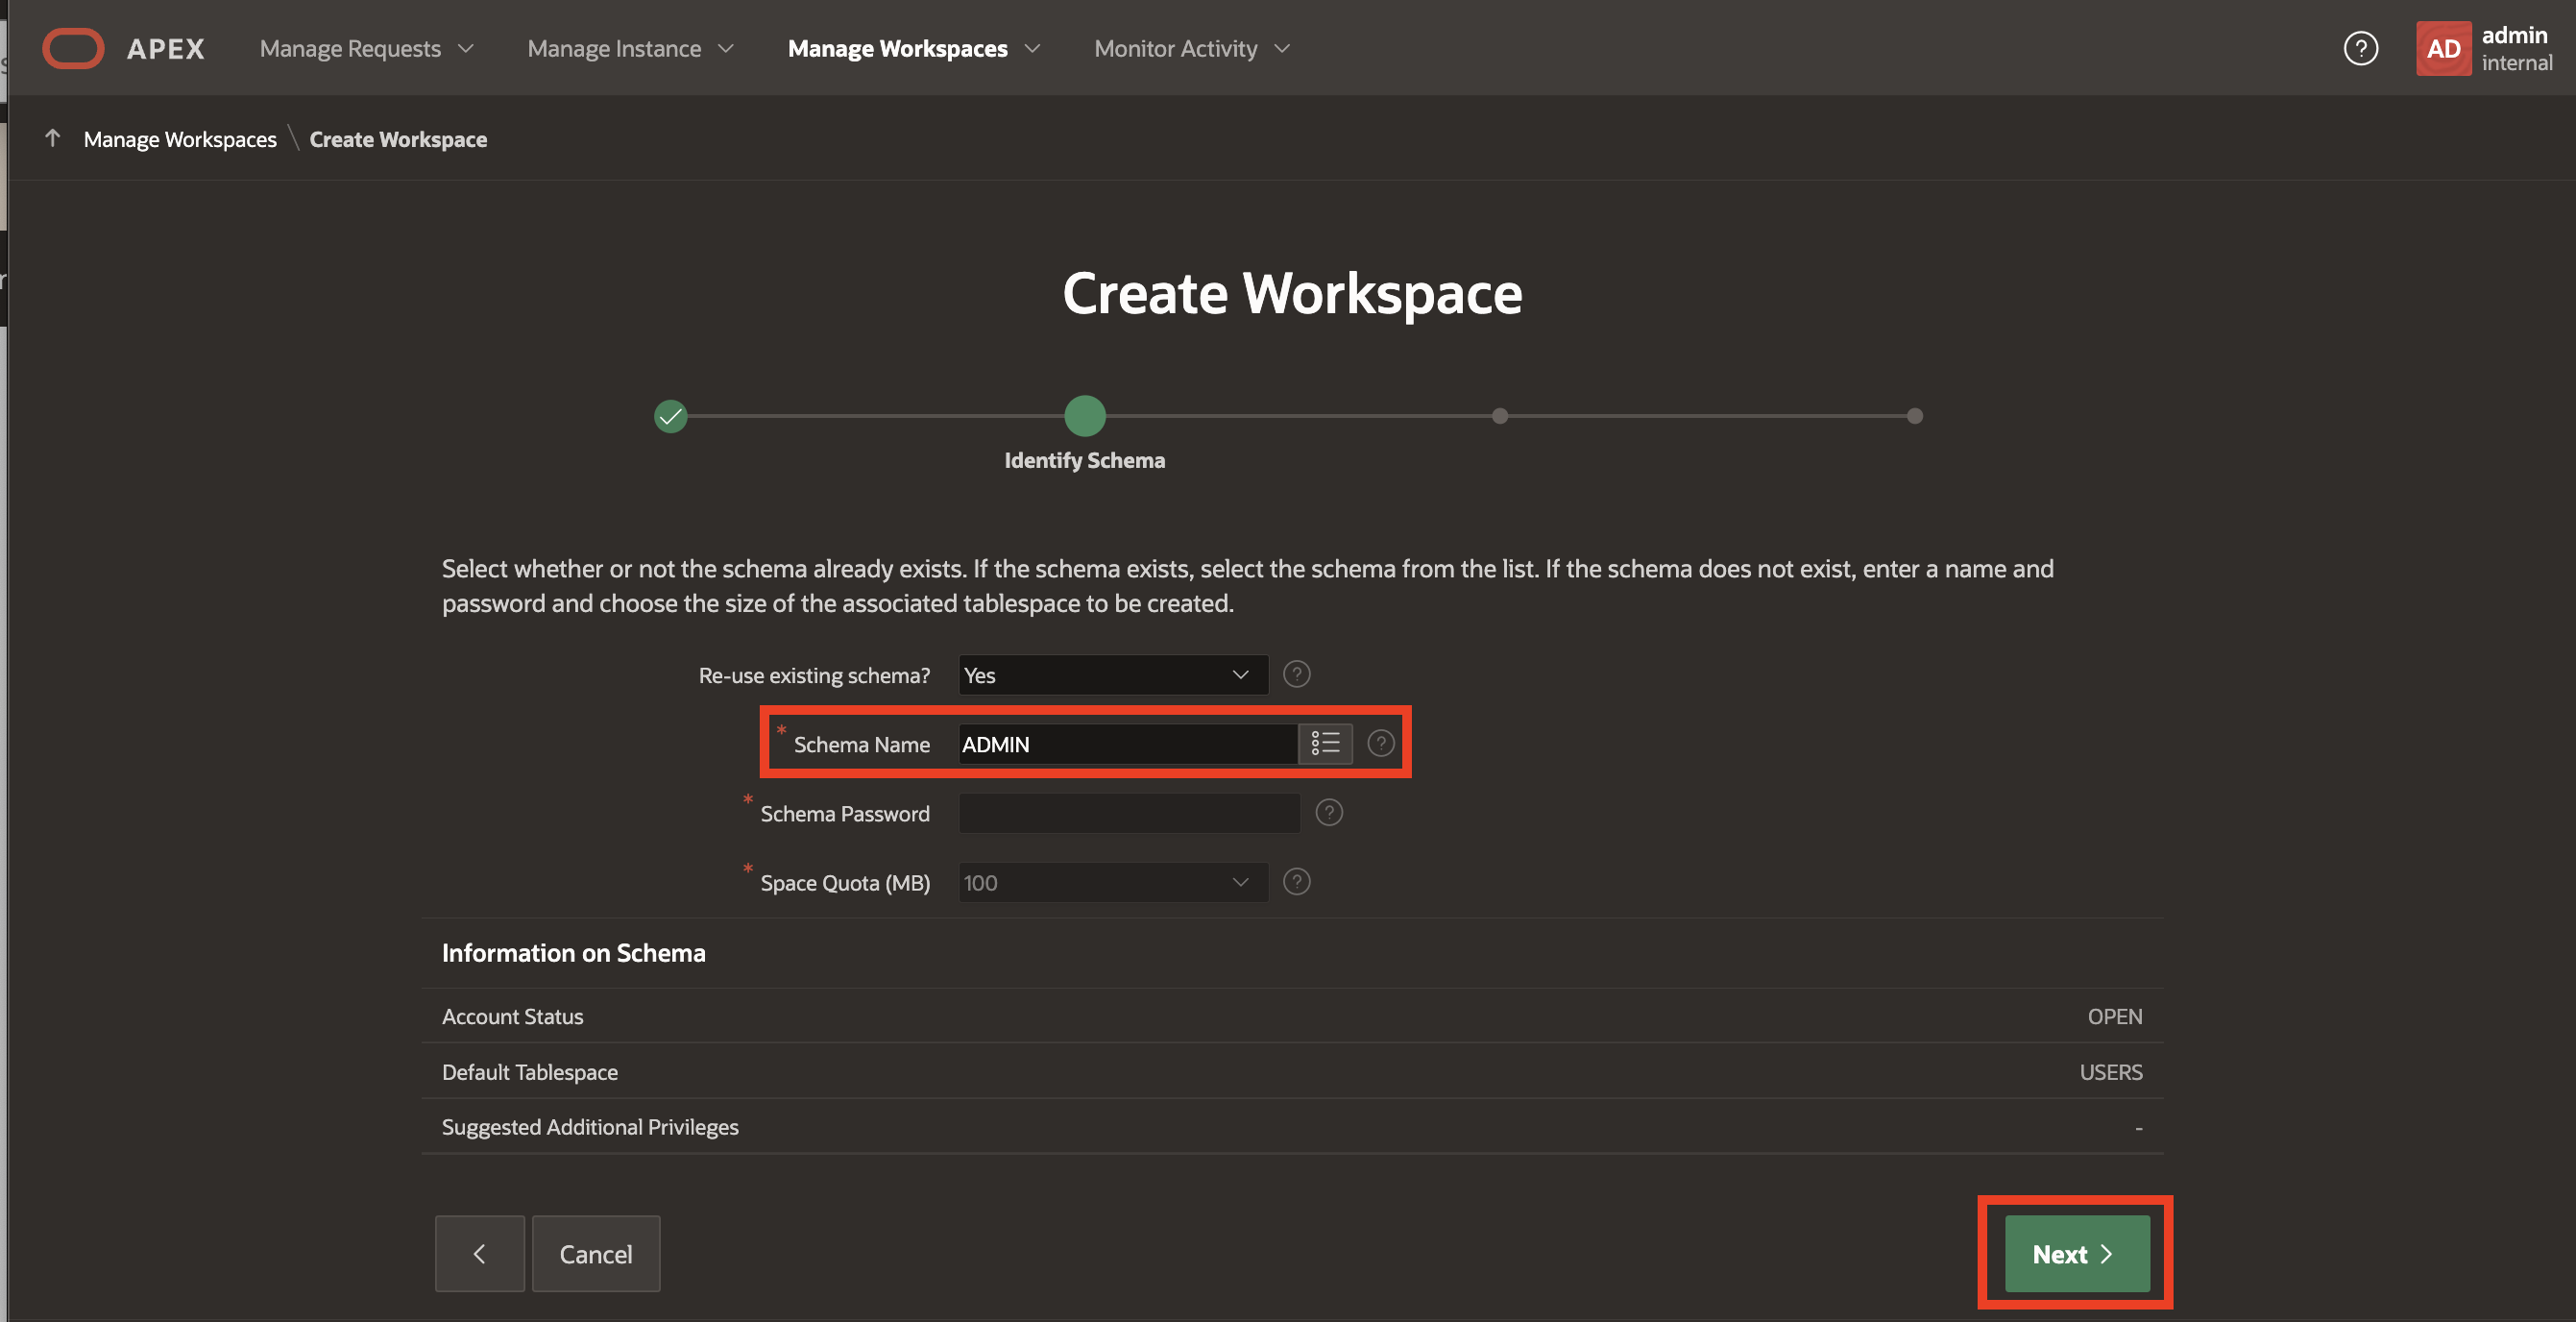 APEX Manage Requests Manage Instance Manage Workspaces Monitor Activity ? AD admin
internal
Manage Workspaces \ Create Workspace
Create Workspace
Identify Schema
Select whether or not the schema already exists. If the schema exists, select the schema from the list. If the schema does not exist, enter a name and
password and choose the size of the associated tablespace to be created.
Re-use existing schema? Yes ?
* Schema Name ADMIN ?
* Schema Password ?
* Space Quota (MB) 100 ?
Information on Schema
Account Status OPEN
Default Tablespace USERS
Suggested Additional Privileges -
Cancel Next